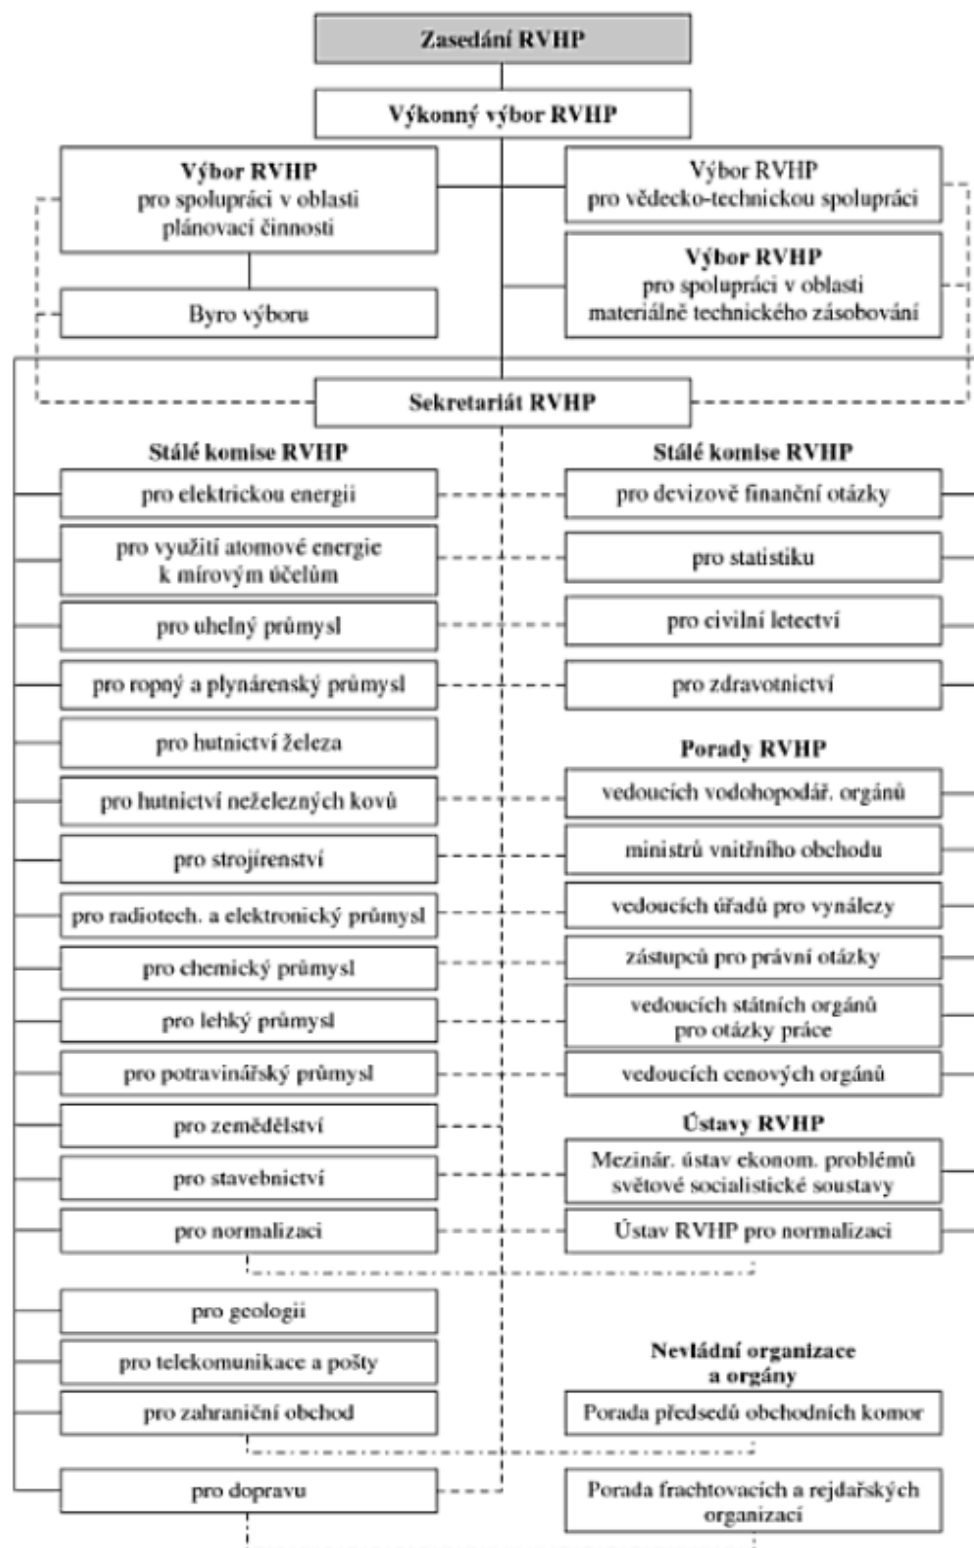 Zasedání RVHP
Výkonný výbor RVHP
Výbor RVHP
pro spolupráci v oblasti
plánovací činnosti
Byro výboru
Výbor RVHP
pro vědecko-technickou spolupráci
Výbor RVHP
pro spolupráci v oblasti
materiálně technického zásobování
Sekretariát RVHP
Stálé komise RVHP
pro elektrickou energii
pro využití atomové energie
k mírovým účelům
pro uhelný průmysl
pro ropný a plynárenský průmysl
pro hutnictví železa
pro hutnictví neželezných kovů
pro strojírenství
pro radiotech. a elektronický průmysl
pro chemický průmysl
pro lehký průmysl
pro potravinářský průmysl
pro zemědělství
pro stavebnictví
pro normalizaci
pro geologii
pro telekomunikace a pošty
pro zahraniční obchod
pro dopravu
Stálé komise RVHP
pro devizově finanční otázky
pro statistiku
pro civilní letectví
pro zdravotnictví
Porady RVHP
vedoucích vodohopodář. orgánů
ministrů vnitřního obchodu
vedoucích úřadů pro vynálezy
zástupců pro právní otázky
vedoucích státních orgánů
pro otázky práce
vedoucích cenových orgánů
Ústavy RVHP
Mezinár. ústav ekonom. problémů
světové socialistické soustavy
Ústav RVHP pro normalizaci
Nevládní organizace
a orgány
Porada předsedů obchodních komor
Porada frachtovacích a rejdařských
organizací